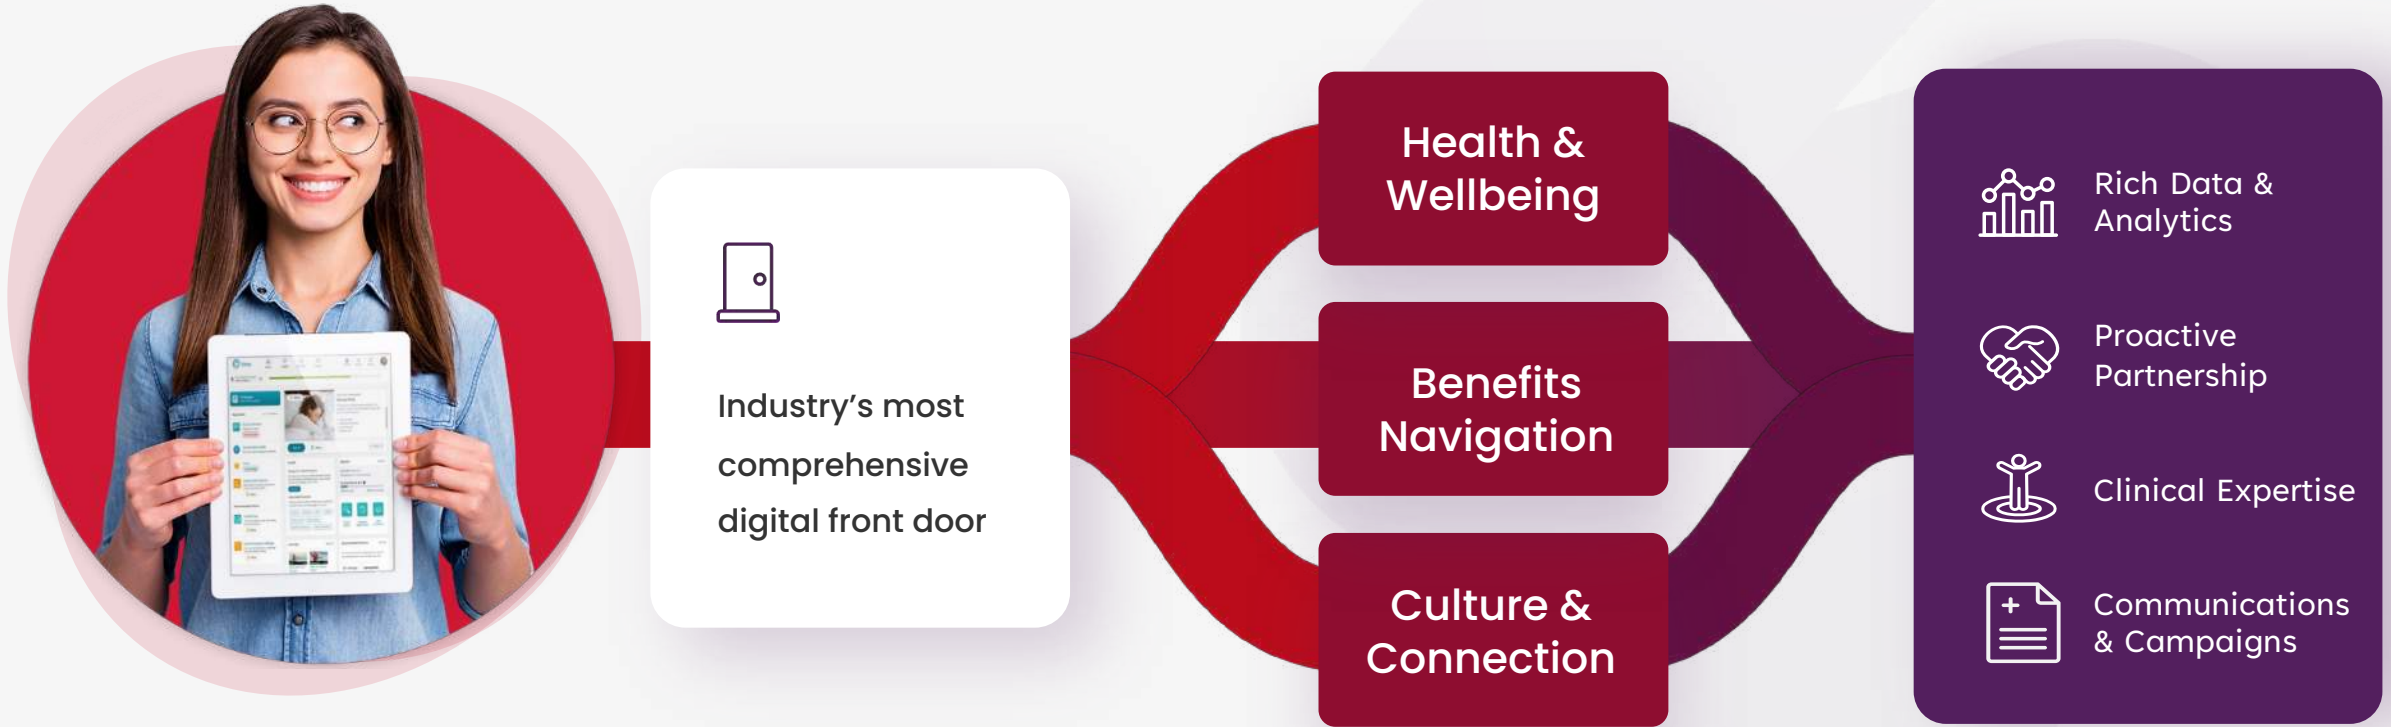 Industry’s most
comprehensive
digital front door
Health &
Wellbeing
Benefits
Navigation
Culture &
Connection
Rich Data &
Analytics
Proactive
Partnership
Clinical Expertise
Communications
& Campaigns